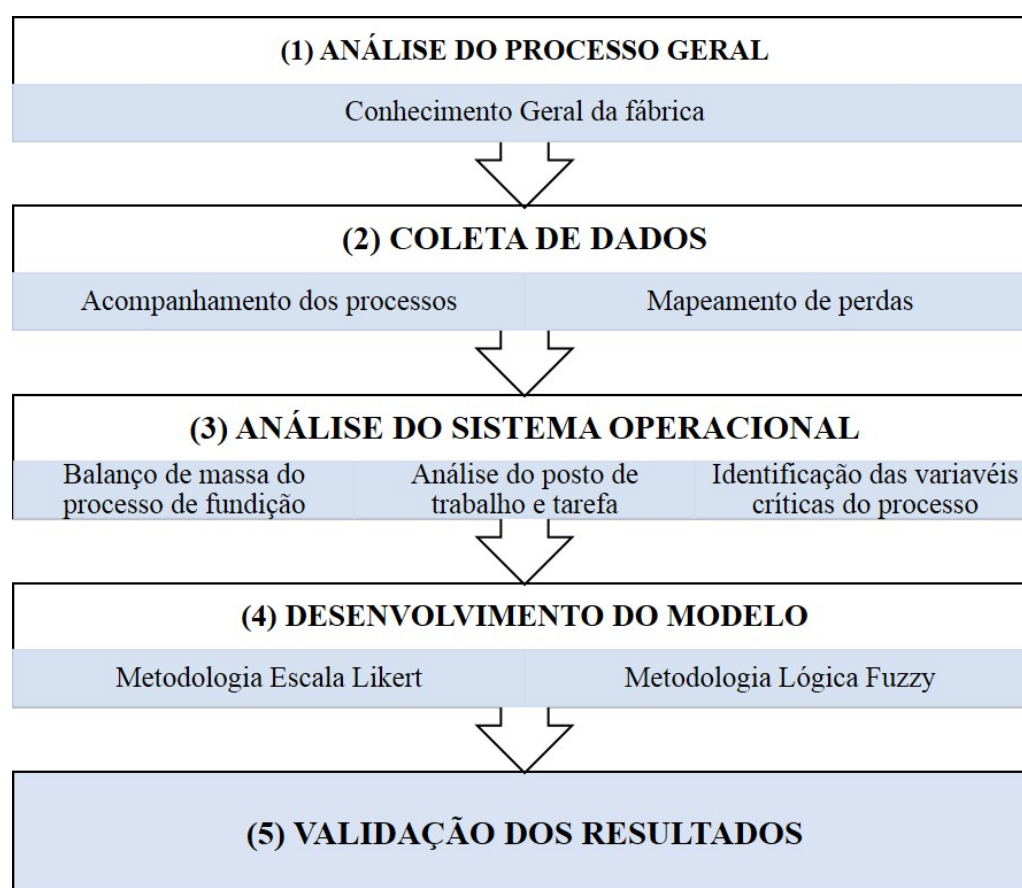 (1) ANÁLISE DO PROCESSO GERAL
Conhecimento Geral da fábrica
(2) COLETA DE DADOS
Acompanhamento dos processos
Mapeamento de perdas
(3) ANÁLISE DO SISTEMA OPERACIONAL
Balanço de massa do
processo de fundição
Análise do posto de
trabalho e tarefa
Identificação das variavéis
críticas do processo
(4) DESENVOLVIMENTO DO MODELO
Metodologia Escala Likert
Metodologia Lógica Fuzzy
(5) VALIDAÇÃO DOS RESULTADOS